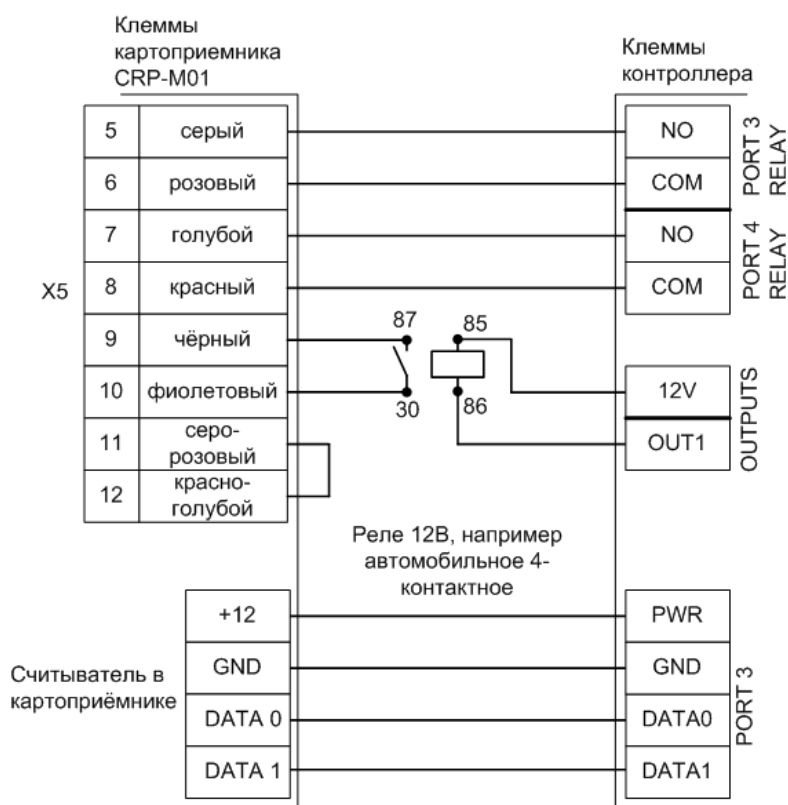 Клеммы
картоприемника
CRP-M01
Клеммы
контроллера
X5
5 серый
6 розовый
7 голубой
8 красный
9 чёрный
10 фиолетовый
11 серо-
розовый
12 красно-
голубой
87
30
85
86
NO
COM
PORT 3
RELAY
NO
COM
PORT 4
RELAY
12V
OUT1
OUTPUTS
Реле 12В, например
автомобильное 4-
контактное
Считыватель в
картоприёмнике
+12
GND
DATA 0
DATA 1
PWR
GND
DATA0
DATA1
PORT 3